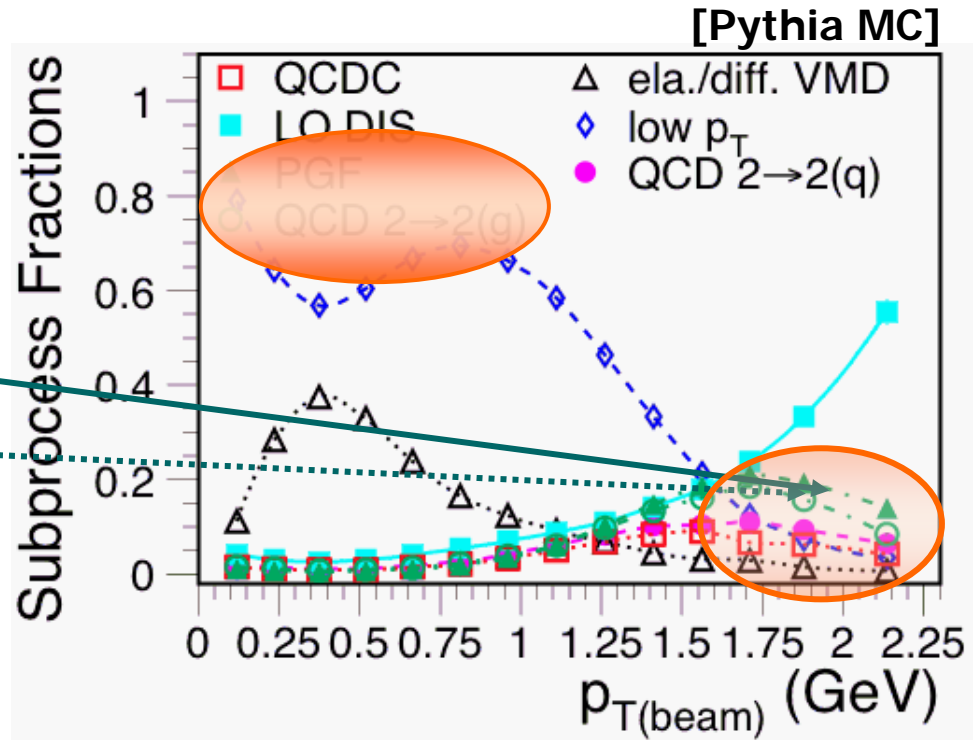 [Pythia MC]
QCDC
LO DIS
PGF
QCD 2→2(g)
ela./diff. VMD
low pT
QCD 2→2(q)
Subprocess Fractions
1
0.8
0.6
0.4
0.2
0
0 0.25 0.5 0.75 1 1.25 1.5 1.75 2 2.25
pT(beam) (GeV)